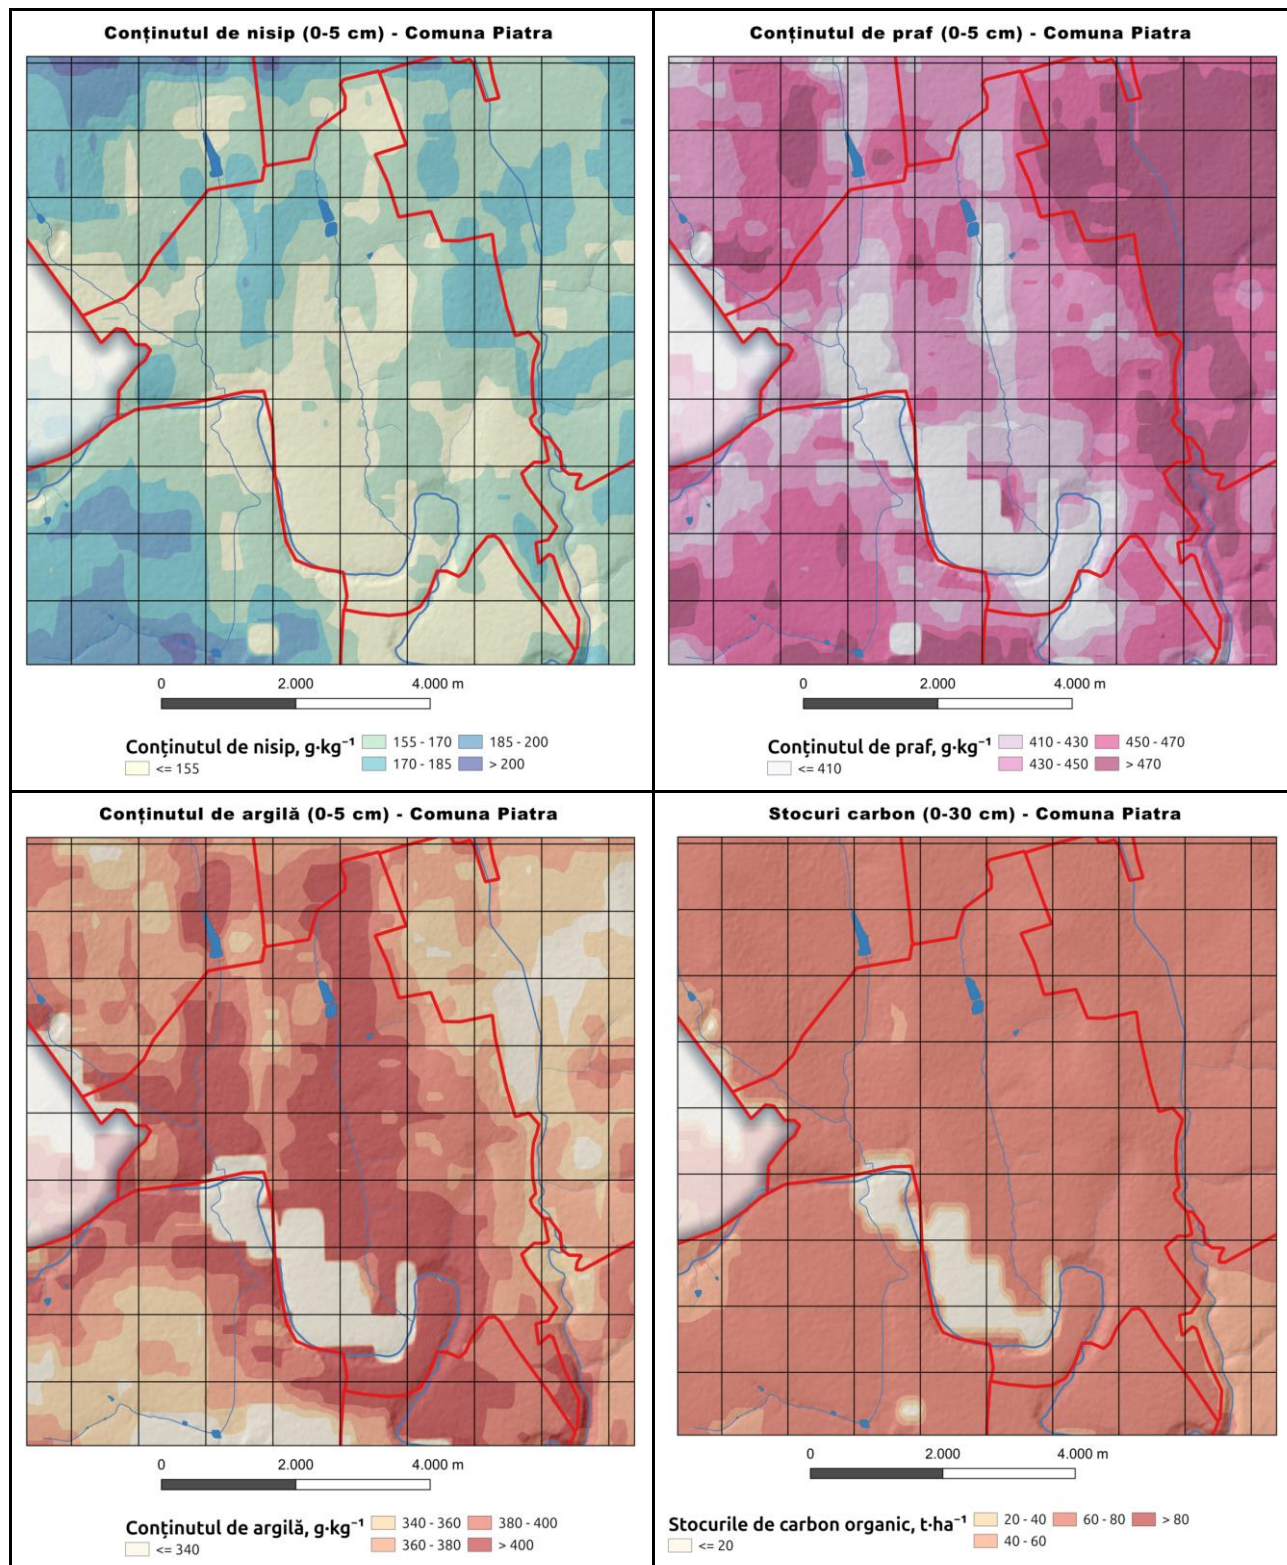 Conținutul de nisip (0-5 cm) - Comuna Piatra
0 2.000 4.000 m
Conținutul de nisip, g·kg⁻¹
<= 155
155 - 170
170 - 185
185 - 200
> 200
Conținutul de praf (0-5 cm) - Comuna Piatra
0 2.000 4.000 m
Conținutul de praf, g·kg⁻¹
<= 410
410 - 430
430 - 450
450 - 470
> 470
Conținutul de argilă (0-5 cm) - Comuna Piatra
0 2.000 4.000 m
Conținutul de argilă, g·kg⁻¹
<= 340
340 - 360
360 - 380
380 - 400
> 400
Stocuri carbon (0-30 cm) - Comuna Piatra
0 2.000 4.000 m
Stocurile de carbon organic, t·ha⁻¹
<= 20
20 - 40
40 - 60
60 - 80
> 80